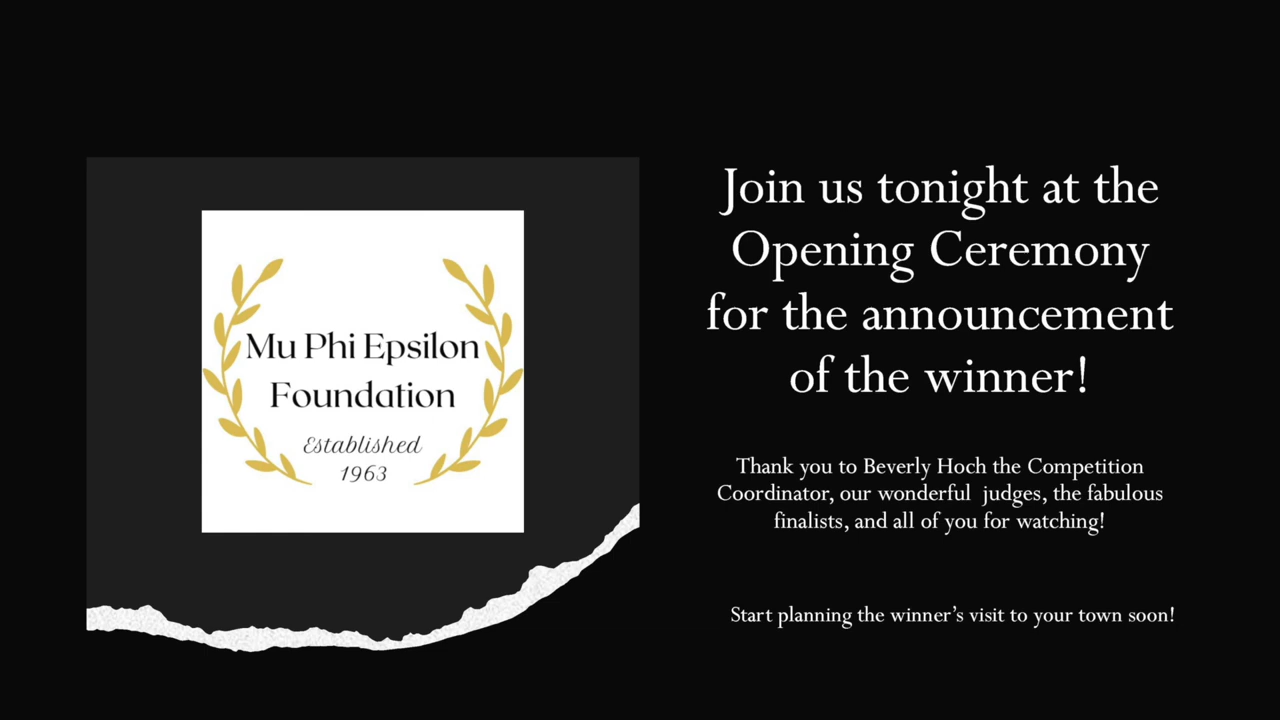 Mu Phi Epsilon
Foundation
Established
1963
Join us tonight at the
Opening Ceremony
for the announcement
of the winner!
Thank you to Beverly Hoch the Competition
Coordinator, our wonderful  judges, the fabulous
finalists, and all of you for watching!
Start planning the winner’s visit to your town soon!